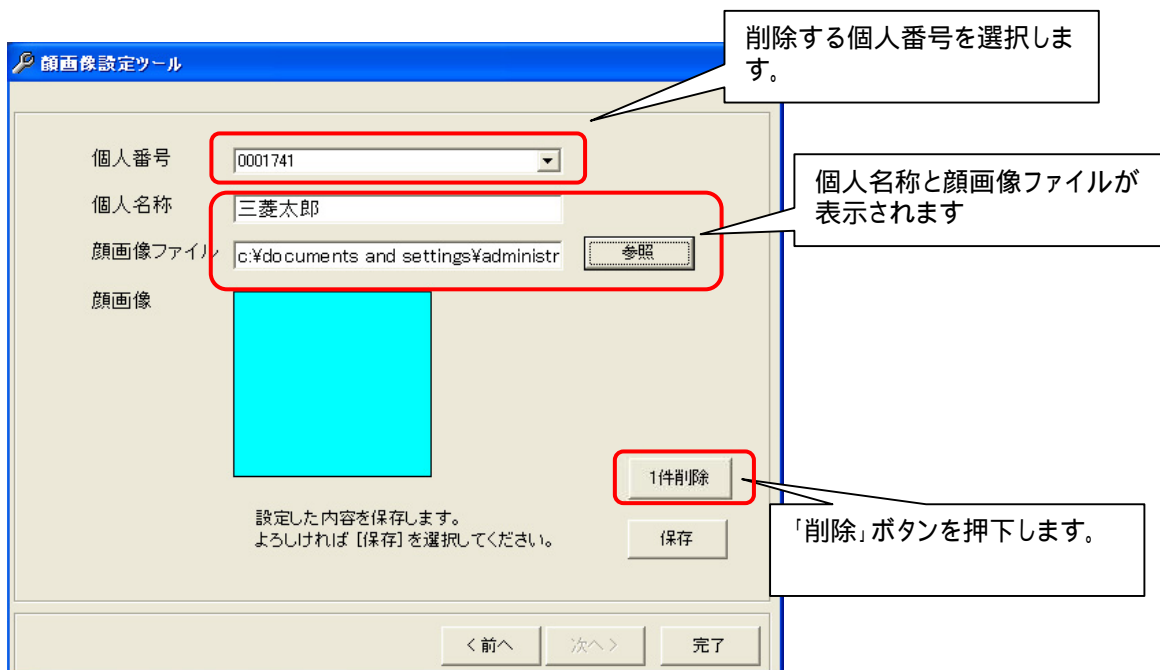 削除する個人番号を選択しま
す。
顔画像設定ツール
個人番号
0001741
個人名称と顔画像ファイルが
表示されます
個人名称
三菱太郎
顔画像ファイル
c:¥documents and settings¥administr
参照
顔画像
1件削除
設定した内容を保存します。
よろしければ [保存] を選択してください。
保存
「削除」ボタンを押下します。
< 前へ
次へ >
完了